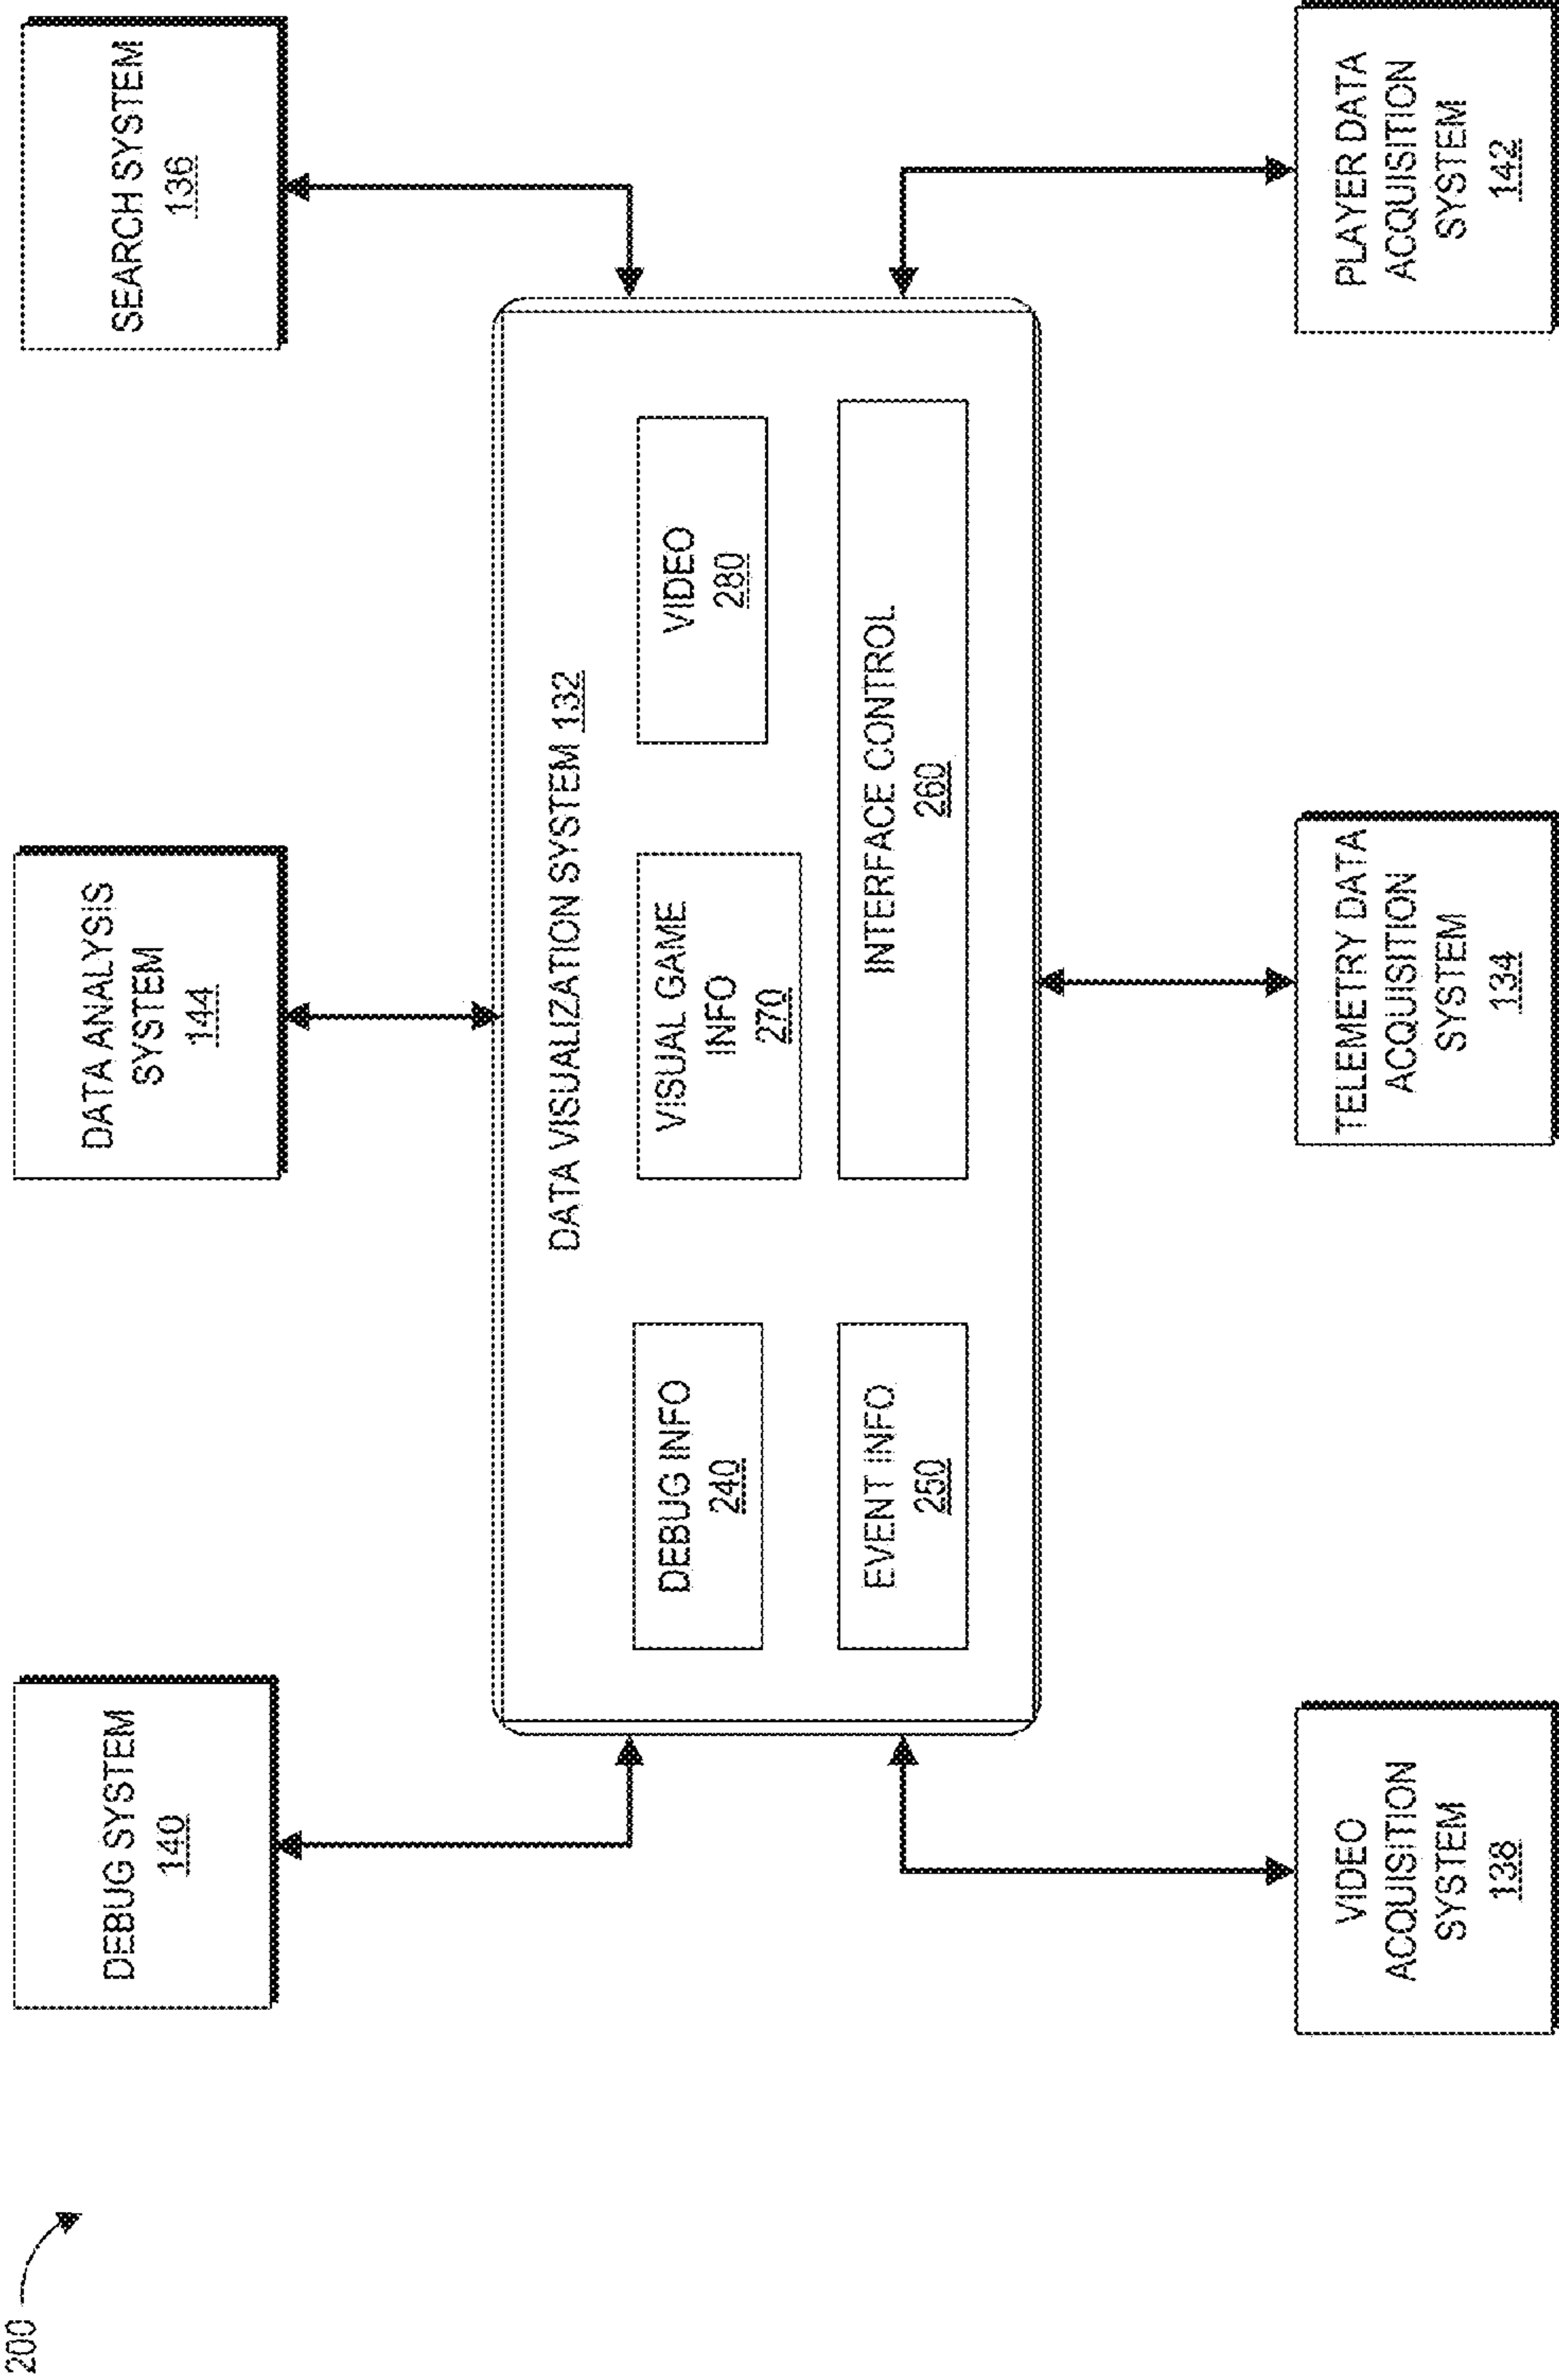 200
DEBUG SYSTEM
140
DATA ANALYSIS
SYSTEM
144
SEARCH SYSTEM
136
DATA VISUALIZATION SYSTEM 132
DEBUG INFO
240
VISUAL GAME
INFO
270
VIDEO
280
EVENT INFO
250
INTERFACE CONTROL
260
VIDEO
ACQUISITION
SYSTEM
138
TELEMETRY DATA
ACQUISITION
SYSTEM
134
PLAYER DATA
ACQUISITION
SYSTEM
142